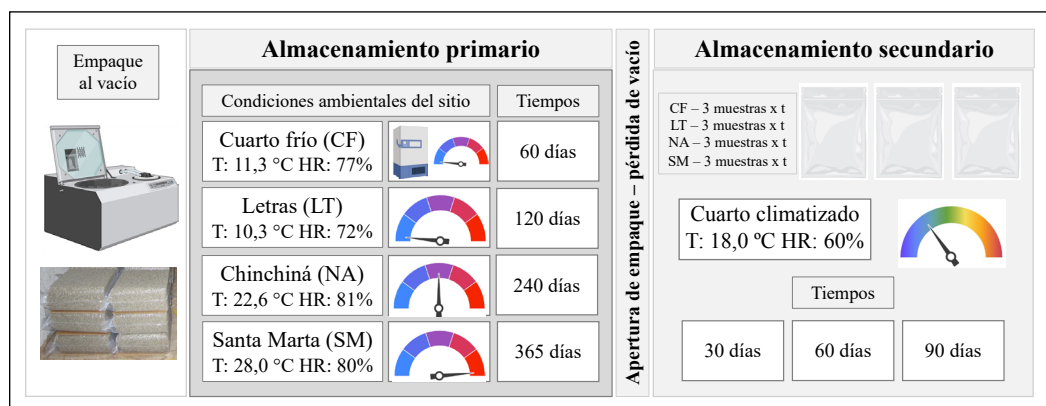 Empaque
al vacío
Almacenamiento primario
Condiciones ambientales del sitio
Tiempos
Cuarto frío (CF)
T: 11,3 °C HR: 77%
60 días
Letras (LT)
T: 10,3 °C HR: 72%
120 días
Chinchiná (NA)
T: 22,6 °C HR: 81%
240 días
Santa Marta (SM)
T: 28,0 °C HR: 80%
365 días
Apertura de empaque – pérdida de vacío
Almacenamiento secundario
CF – 3 muestras x t
LT – 3 muestras x t
NA – 3 muestras x t
SM – 3 muestras x t
Cuarto climatizado
T: 18,0 ºC HR: 60%
Tiempos
30 días
60 días
90 días